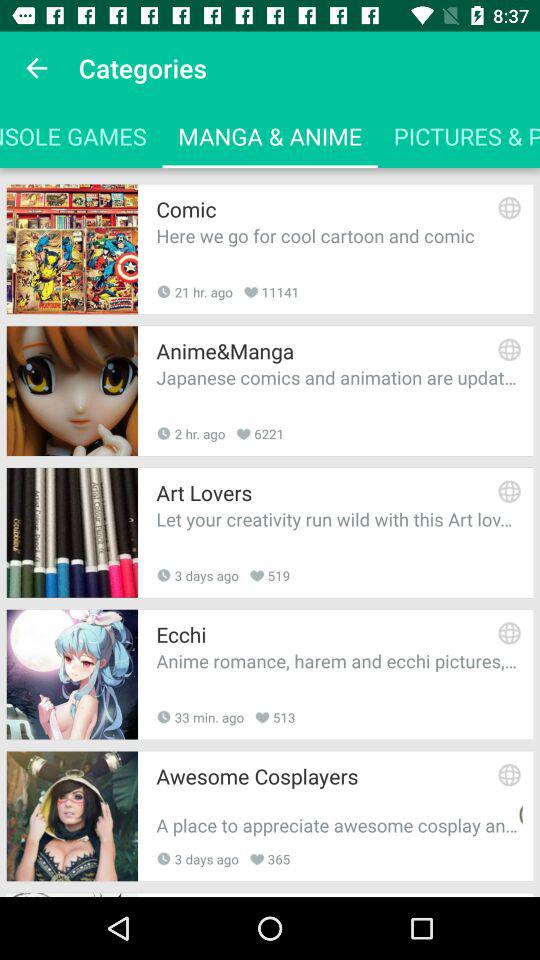 8:37
Categories
NSOLE GAMES MANGA & ANIME PICTURES & P
Comic
Here we go for cool cartoon and comic
21 hr. ago 11141
Anime&Manga
Japanese comics and animation are updat...
2 hr. ago 6221
Art Lovers
Let your creativity run wild with this Art lov...
3 days ago 519
Ecchi
Anime romance, harem and ecchi pictures,...
33 min. ago 513
Awesome Cosplayers
A place to appreciate awesome cosplay an...
3 days ago 365